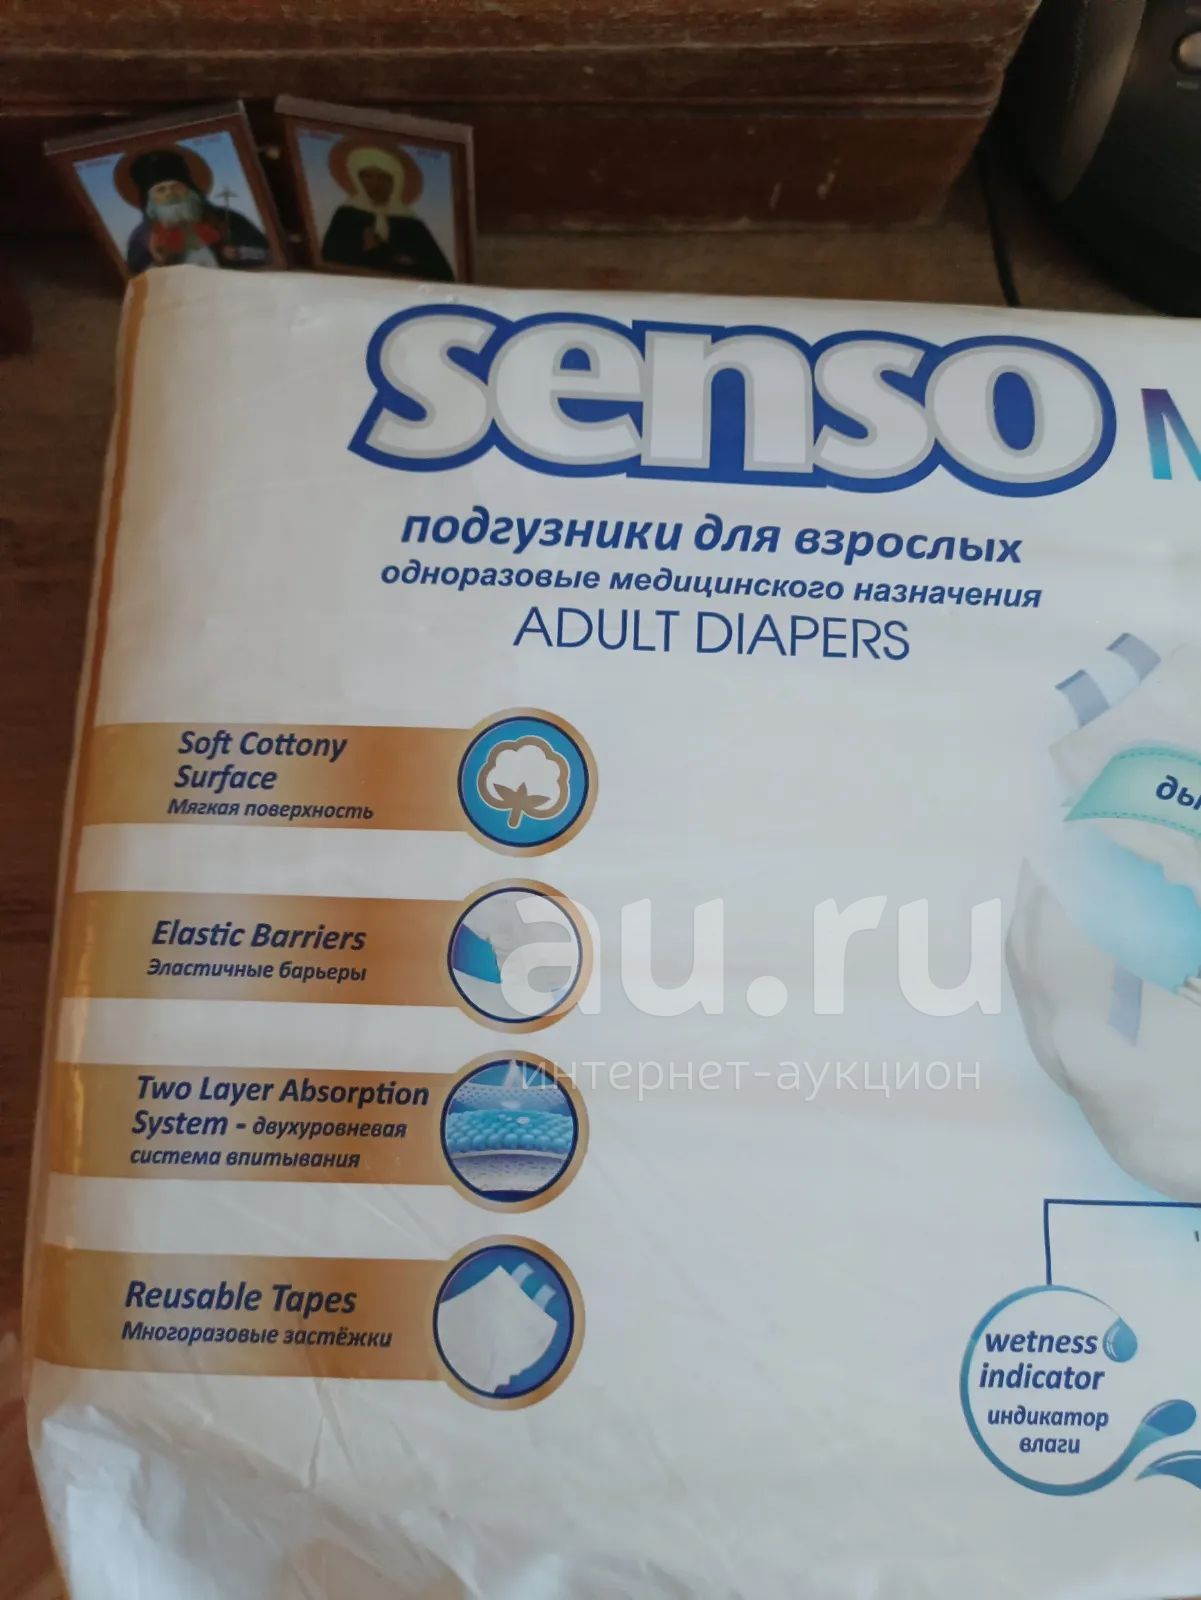 senso
подгузники для взрослых
одноразовые медицинского назначения
ADULT DIAPERS
Soft Cottony
Surface
Мягкая поверхность
Elastic Barriers
Эластичные барьеры
Two Layer Absorption
System - двухуровневая
система впитывания
Reusable Tapes
Многоразовые застёжки
wetness
indicator
индикатор
влаги
au.ru
интернет-аукцион